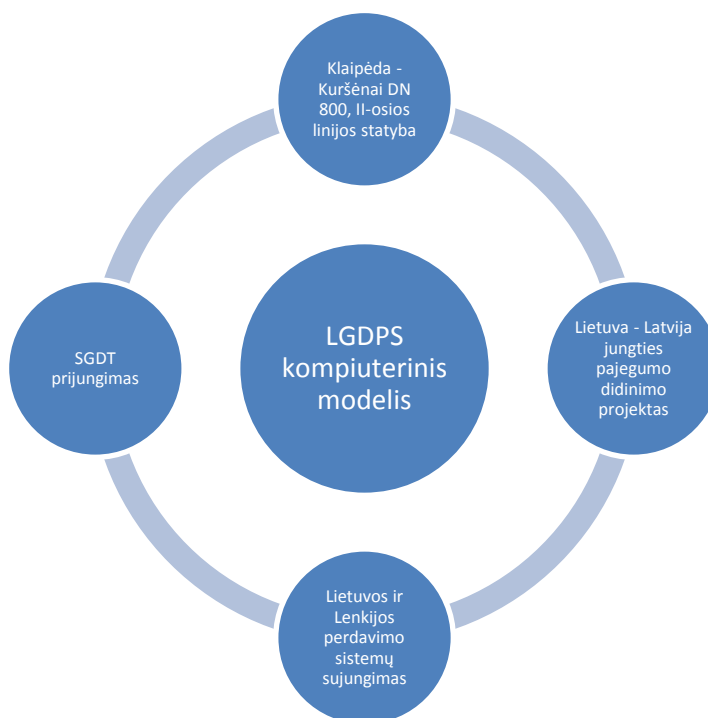 Klaipėda -
Kuršėnai DN
800, II-osios
linijos statyba
SGDT
prijungimas
LGDPS
kompiuterinis
modelis
Lietuva - Latvija
jungties
pajegumo
didinimo
projektas
Lietuvos ir
Lenkijos
perdavimo
sistemų
sujungimas